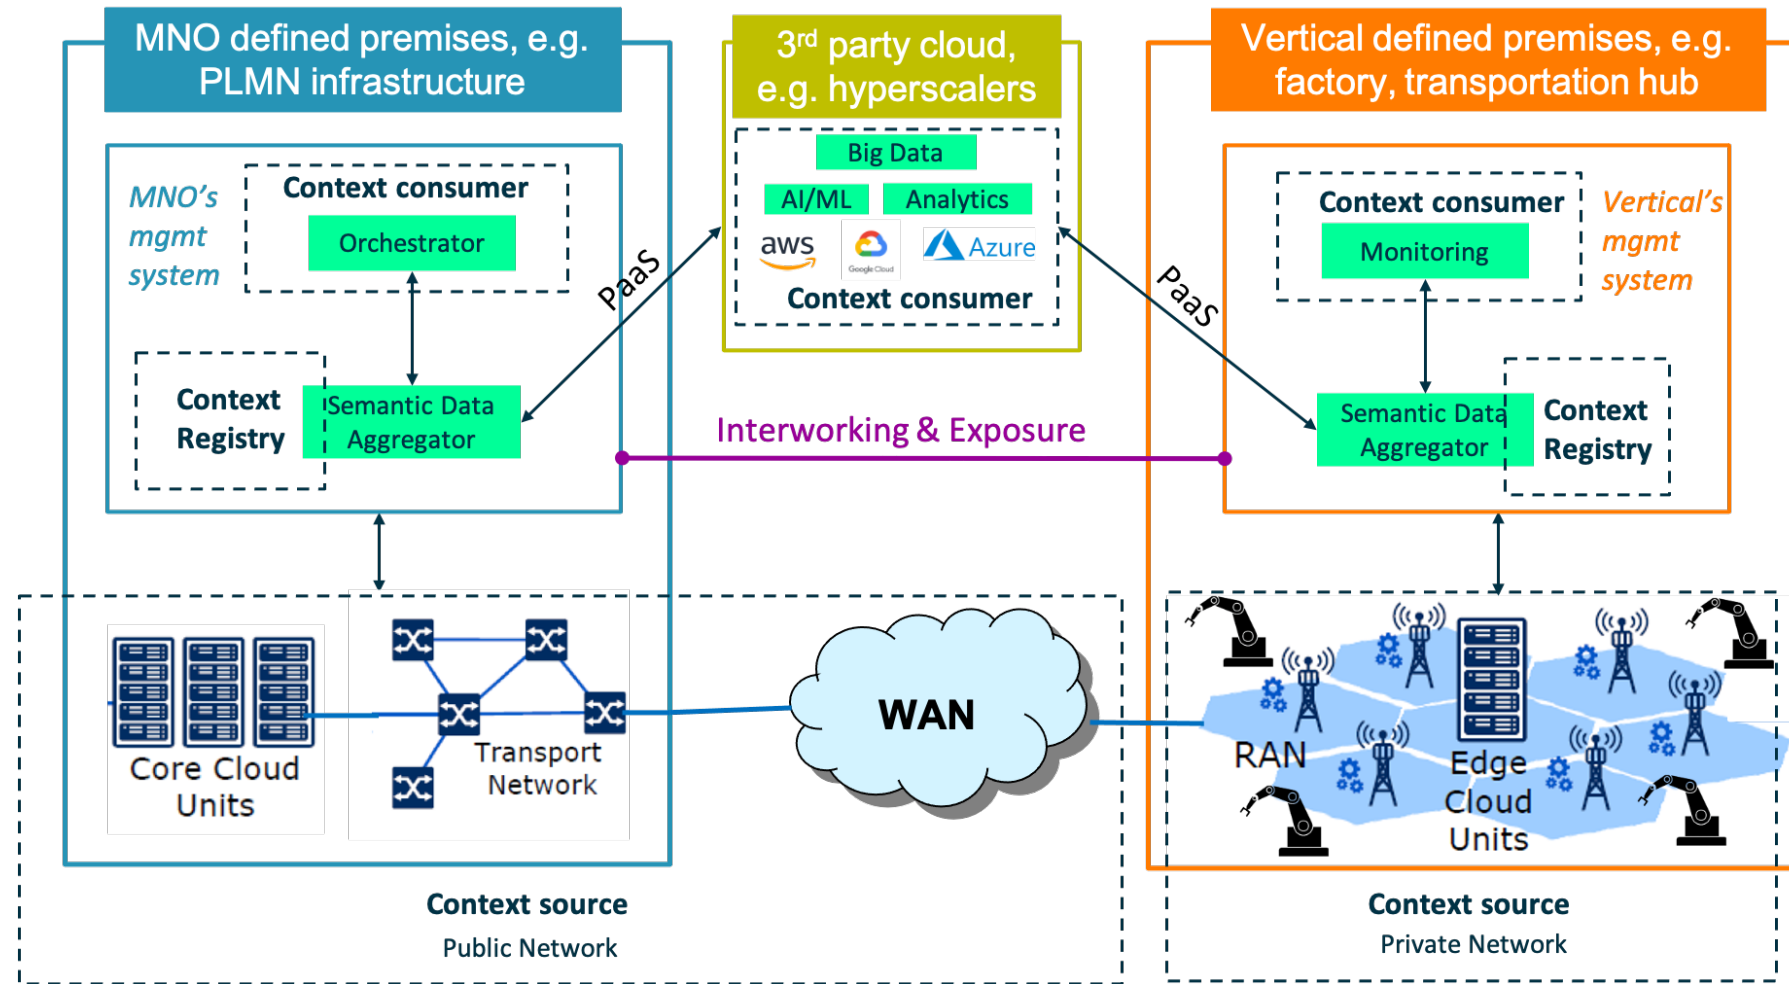 MNO defined premises, e.g.
PLMN infrastructure
3rd party cloud,
e.g. hyperscalers
Vertical defined premises, e.g.
factory, transportation hub
MNO's
mgmt
system
Context consumer
Orchestrator
Context
Registry
Semantic Data
Aggregator
PaaS
Big Data
AI/ML
Analytics
aws
Google Cloud
Azure
Context consumer
PaaS
Context consumer
Monitoring
Vertical's
mgmt
system
Semantic Data
Aggregator
Context
Registry
Interworking & Exposure
Core Cloud
Units
Transport
Network
WAN
RAN
Edge
Cloud
Units
Context source
Public Network
Context source
Private Network